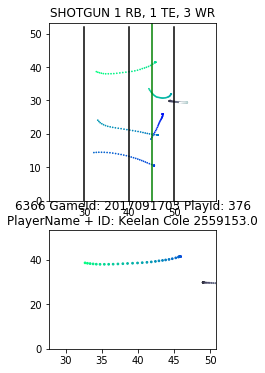 SHOTGUN 1 RB, 1 TE, 3 WR
50
40
30
20
10
0
30 40 50
6366 GameId: 2017091703 PlayId: 376
PlayerName + ID: Keelan Cole 2559153.0
40
20
0
30 35 40 45 50